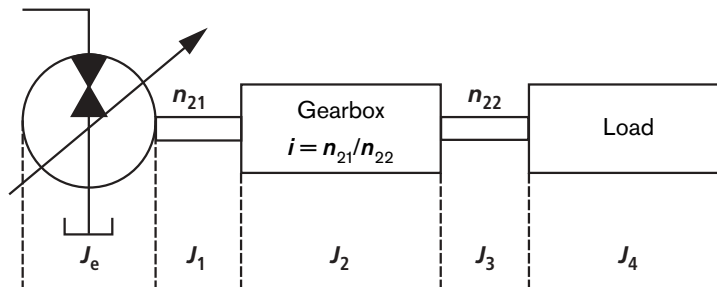 n21
Gearbox
i = n21/n22
n22
Load
Je
J1
J2
J3
J4